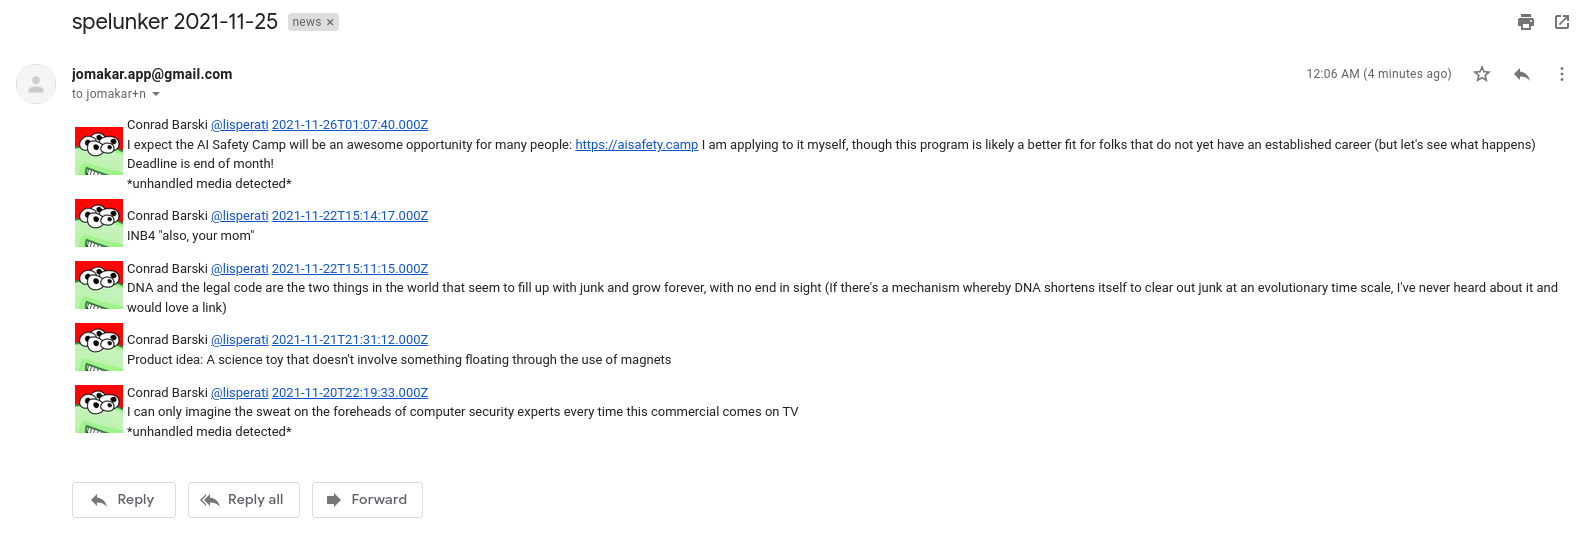 spelunker 2021-11-25 news ×
jomakar.app@gmail.com 12:06 AM (4 minutes ago)
to jomakar+n
Conrad Barski @lisperati 2021-11-26T01:07:40.000Z
I expect the AI Safety Camp will be an awesome opportunity for many people: https://aisafety.camp I am applying to it myself, though this program is likely a better fit for folks that do not yet have an established career (but let's see what happens)
Deadline is end of month!
*unhandled media detected*
Conrad Barski @lisperati 2021-11-22T15:14:17.000Z
INB4 "also, your mom"
Conrad Barski @lisperati 2021-11-22T15:11:15.000Z
DNA and the legal code are the two things in the world that seem to fill up with junk and grow forever, with no end in sight (If there's a mechanism whereby DNA shortens itself to clear out junk at an evolutionary time scale, I've never heard about it and
would love a link)
Conrad Barski @lisperati 2021-11-21T21:31:12.000Z
Product idea: A science toy that doesn't involve something floating through the use of magnets
Conrad Barski @lisperati 2021-11-20T22:19:33.000Z
I can only imagine the sweat on the foreheads of computer security experts every time this commercial comes on TV
*unhandled media detected*
Reply Reply all Forward